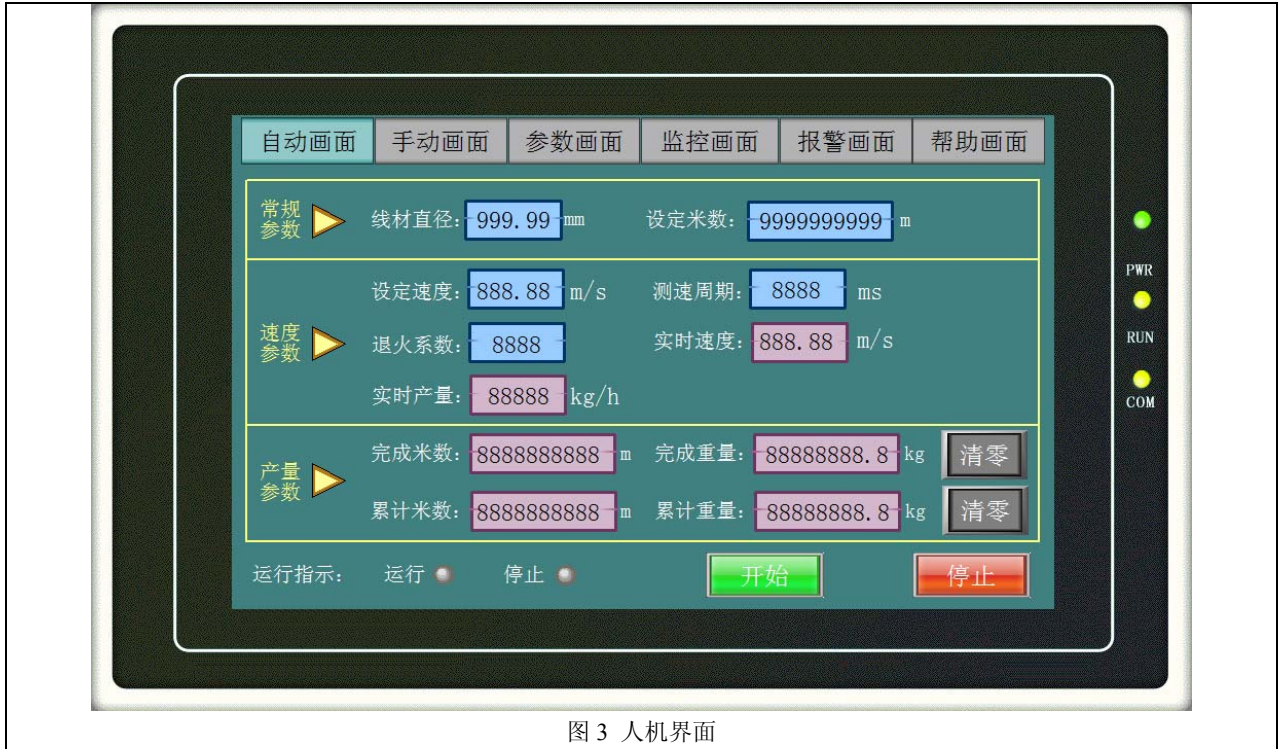 自动画面 手动画面 参数画面 监控画面 报警画面 帮助画面
常规
参数
线材直径: 999.99 mm 设定米数: 9999999999 m
PWR
设定速度: 888.88 m/s 测速周期: 8888 ms
速度
参数
退火系数: 8888 实时速度: 888.88 m/s
RUN
实时产量: 88888 kg/h
COM
产量
参数
完成米数: 8888888888 m 完成重量: 88888888.8 kg 清零
累计米数: 8888888888 m 累计重量: 88888888.8 kg 清零
运行指示: 运行 停止 开始 停止
图 3 人机界面